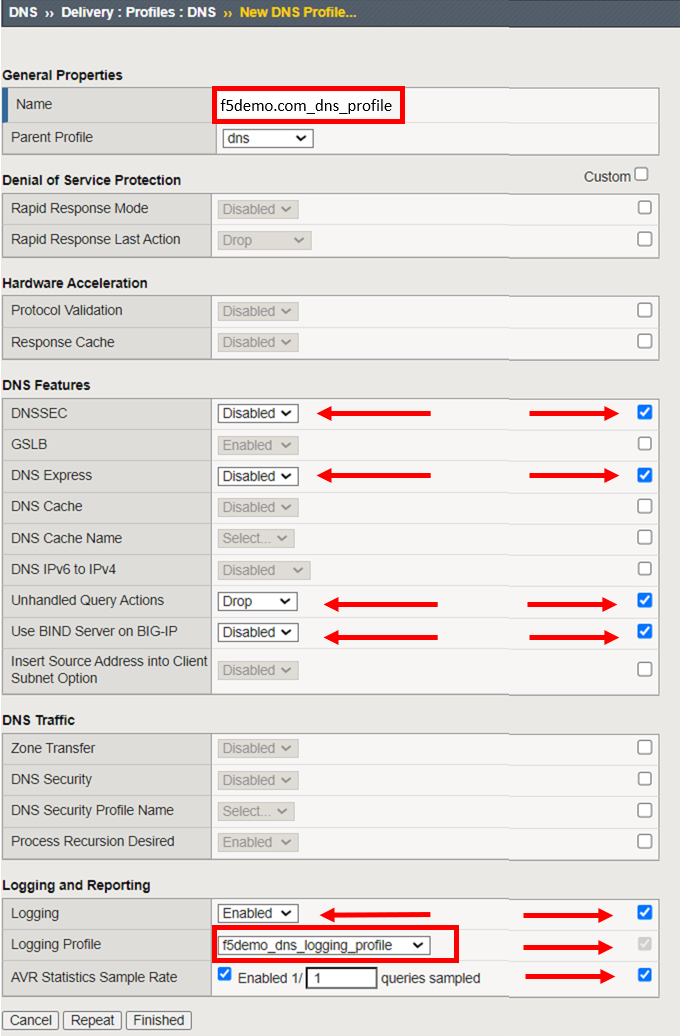 DNS ›› Delivery : Profiles : DNS ›› New DNS Profile...
General Properties
Name f5demo.com_dns_profile
Parent Profile dns
Denial of Service Protection Custom
Rapid Response Mode Disabled
Rapid Response Last Action Drop
Hardware Acceleration
Protocol Validation Disabled
Response Cache Disabled
DNS Features
DNSSEC Disabled
GSLB Enabled
DNS Express Disabled
DNS Cache Disabled
DNS Cache Name Select...
DNS IPv6 to IPv4 Disabled
Unhandled Query Actions Drop
Use BIND Server on BIG-IP Disabled
Insert Source Address into Client
Subnet Option Disabled
DNS Traffic
Zone Transfer Disabled
DNS Security Disabled
DNS Security Profile Name Select...
Process Recursion Desired Enabled
Logging and Reporting
Logging Enabled
Logging Profile f5demo_dns_logging_profile
AVR Statistics Sample Rate Enabled 1/ 1 queries sampled
Cancel Repeat Finished